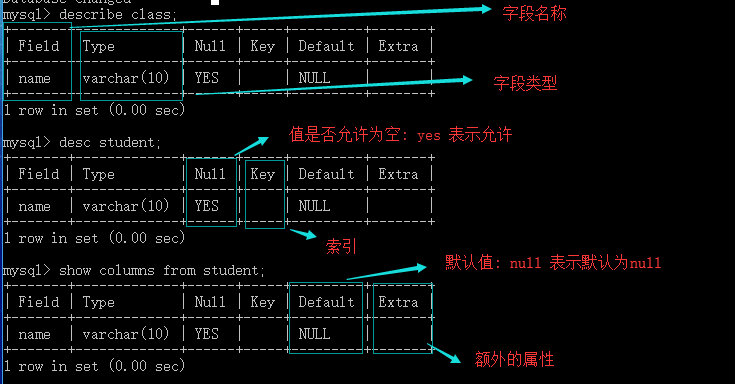 Database changed
mysql> describe class;
字段名称
| Field | Type | Null | Key | Default | Extra |
| name | varchar(10) | YES | | NULL | |
字段类型
1 row in set (0.00 sec)
值是否允许为空: yes 表示允许
mysql> desc student;
| Field | Type | Null | Key | Default | Extra |
| name | varchar(10) | YES | | NULL | |
1 row in set (0.00 sec)
索引
mysql> show columns from student;
默认值: null 表示默认为null
| Field | Type | Null | Key | Default | Extra |
| name | varchar(10) | YES | | NULL | |
额外的属性
1 row in set (0.00 sec)